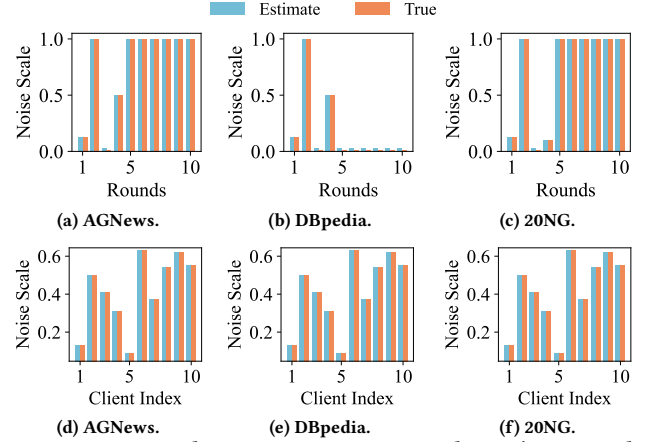 Estimate True
1.0 1.0 1.0
Noise Scale Noise Scale Noise Scale
0.5 0.5 0.5
0.0 0.0 0.0
1 5 10 1 5 10 1 5 10
Rounds Rounds Rounds
(a) AGNews. (b) DBpedia. (c) 20NG.
0.6 0.6 0.6
Noise Scale Noise Scale Noise Scale
0.4 0.4 0.4
0.2 0.2 0.2
1 5 10 1 5 10 1 5 10
Client Index Client Index Client Index
(d) AGNews. (e) DBpedia. (f) 20NG.